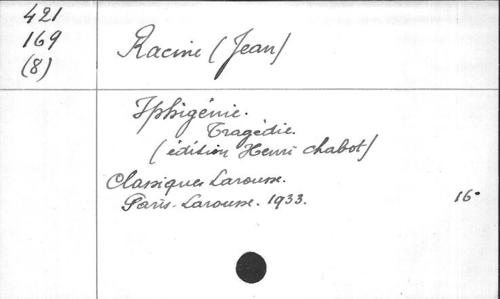 421
169
(8)
Racine (Jean)
Iphigénie.
Tragédie.
(édition Henri Chabot)
Classiques Larousse.
Paris - Larousse. 1933. 16°